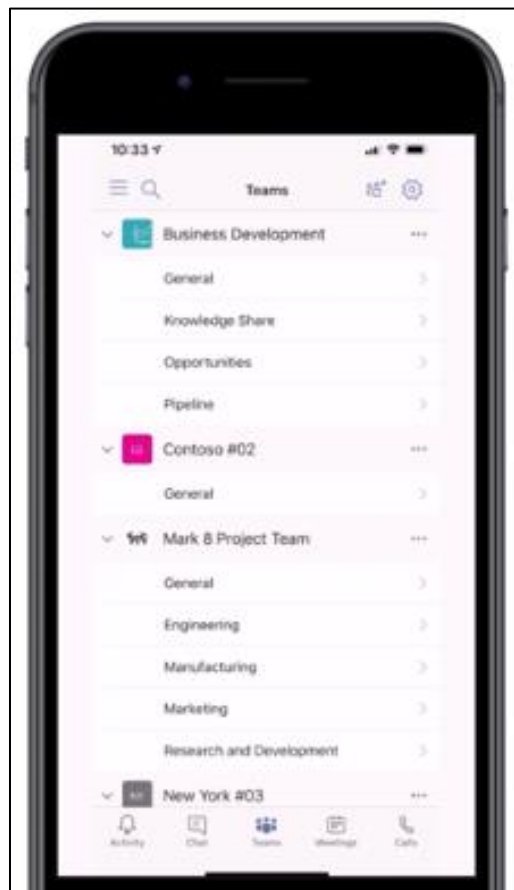 10:33
Teams
Business Development
General
Knowledge Share
Opportunities
Pipeline
Contoso #02
General
Mark 8 Project Team
General
Engineering
Manufacturing
Marketing
Research and Development
New York #03
Activity Chat Teams Meetings Calls